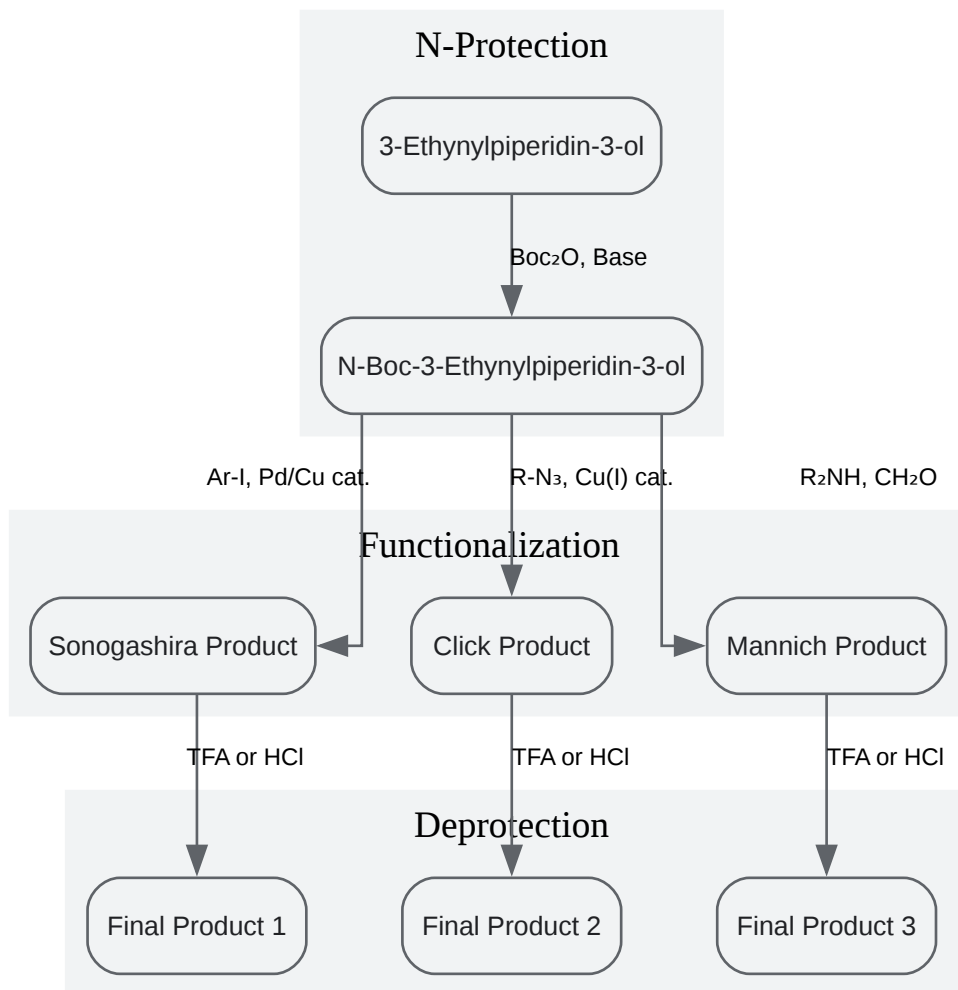 N-Protection
3-Ethynylpiperidin-3-ol
Boc₂O, Base
N-Boc-3-Ethynylpiperidin-3-ol
Ar-I, Pd/Cu cat.
R-N₃, Cu(I) cat.
R₂NH, CH₂O
Functionalization
Sonogashira Product
Click Product
Mannich Product
TFA or HCl
TFA or HCl
TFA or HCl
Deprotection
Final Product 1
Final Product 2
Final Product 3